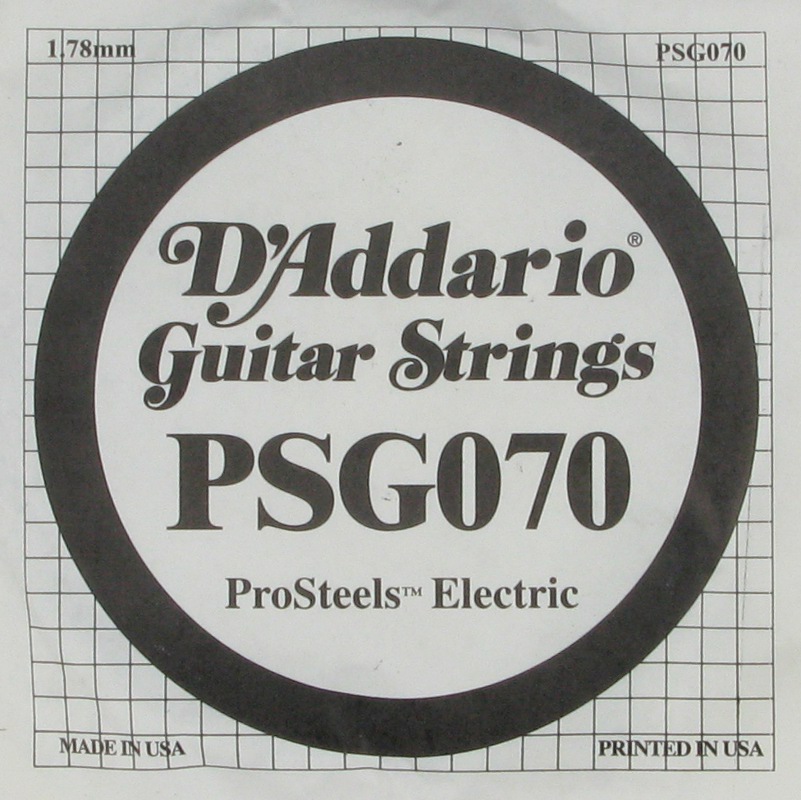 1.78mm PSG070
D'Addario®
Guitar Strings
PSG070
ProSteels™ Electric
MADE IN USA PRINTED IN USA